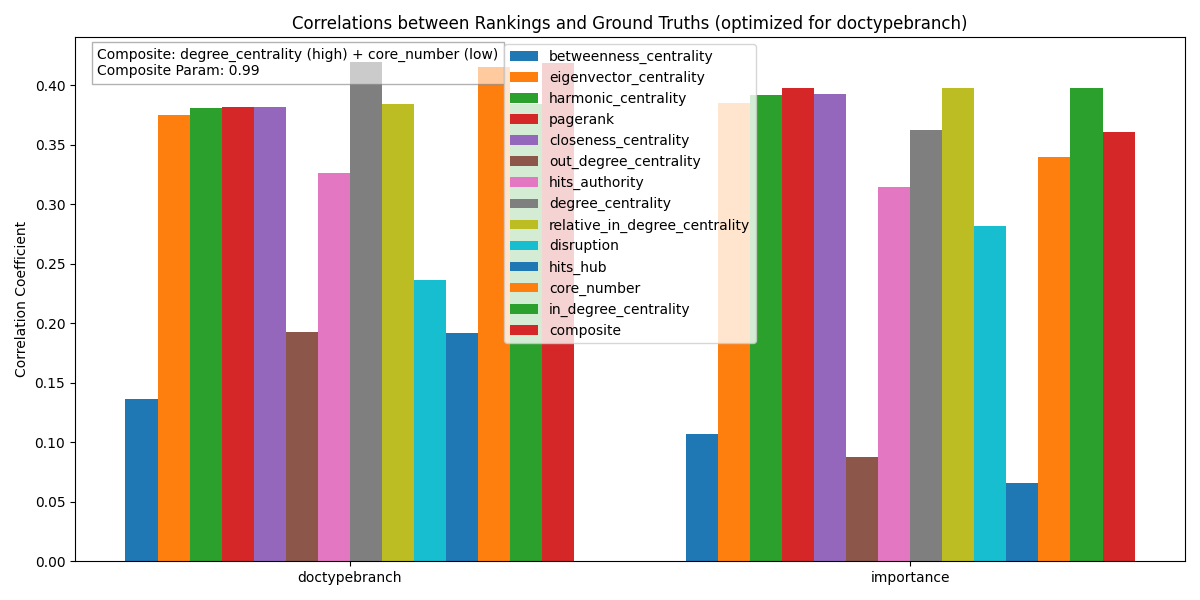 Correlations between Rankings and Ground Truths (optimized for doctypebranch)
Composite: degree_centrality (high) + core_number (low)
Composite Param: 0.99
betweenness_centrality
eigenvector_centrality
harmonic_centrality
pagerank
closeness_centrality
out_degree_centrality
hits_authority
degree_centrality
relative_in_degree_centrality
disruption
hits_hub
core_number
in_degree_centrality
composite
Correlation Coefficient
0.40
0.35
0.30
0.25
0.20
0.15
0.10
0.05
0.00
doctypebranch
importance